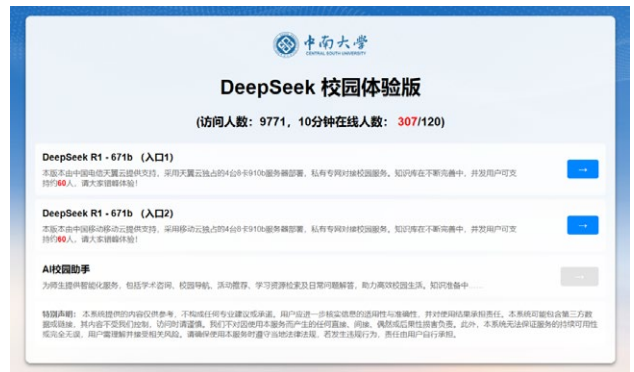 中南大学
CENTRAL SOUTH UNIVERSITY
DeepSeek 校园体验版
(访问人数：9771，10分钟在线人数： 307/120)
DeepSeek R1 - 671b （入口1）
本版本由中国电信天翼云提供支持，采用天翼云独占的4台8卡910b服务器部署，私有专网对接校园服务。知识库在不断完善中，并发用户可支
持约60人，请大家错峰体验！
→
DeepSeek R1 - 671b （入口2）
本版本由中国移动移动云提供支持，采用移动云独占的4台8卡910b服务器部署，私有专网对接校园服务。知识库在不断完善中，并发用户可支
持约60人，请大家错峰体验！
→
AI校园助手
为师生提供智能化服务，包括学术咨询、校园导航、活动推荐、学习资源检索及日常问题解答，助力高效校园生活。知识准备中……
→
特别声明： 本系统提供的内容仅供参考，不构成任何专业建议或承诺。用户应进一步核实信息的适用性与准确性，并对使用结果承担责任。本系统可能包含第三方数
据或链接，其内容不受我们控制，访问时请谨慎。我们不对因使用本服务而产生的任何直接、间接、偶然或后果性损害负责。此外，本系统无法保证服务的持续可用性
或完全无误，用户需理解并接受相关风险。请确保使用本服务时遵守当地法律法规，若发生违规行为，责任由用户自行承担。